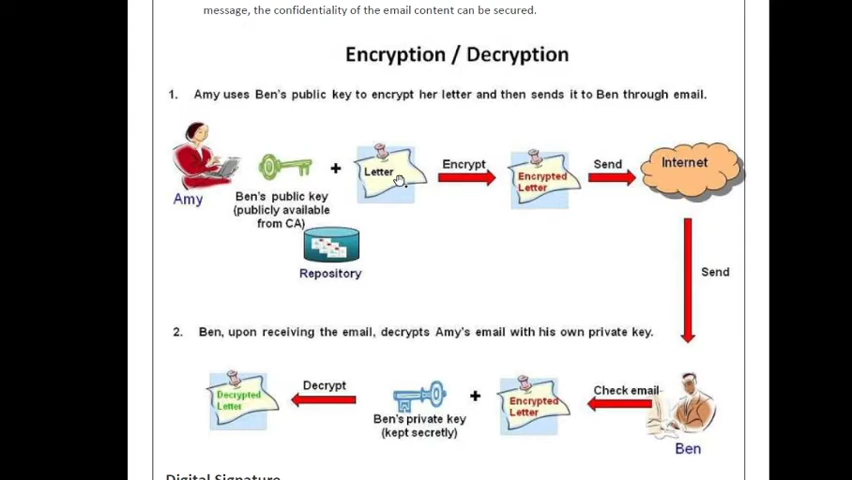 message, the confidentiality of the email content can be secured.
Encryption / Decryption
1. Amy uses Ben's public key to encrypt her letter and then sends it to Ben through email.
Amy
Ben's public key
(publicly available
from CA)
+
Letter
Encrypt
Encrypted
Letter
Send
Internet
Repository
Send
2. Ben, upon receiving the email, decrypts Amy's email with his own private key.
Decrypted
Letter
Decrypt
Ben's private key
(kept secretly)
+
Encrypted
Letter
Check email
Ben
Digital Signature